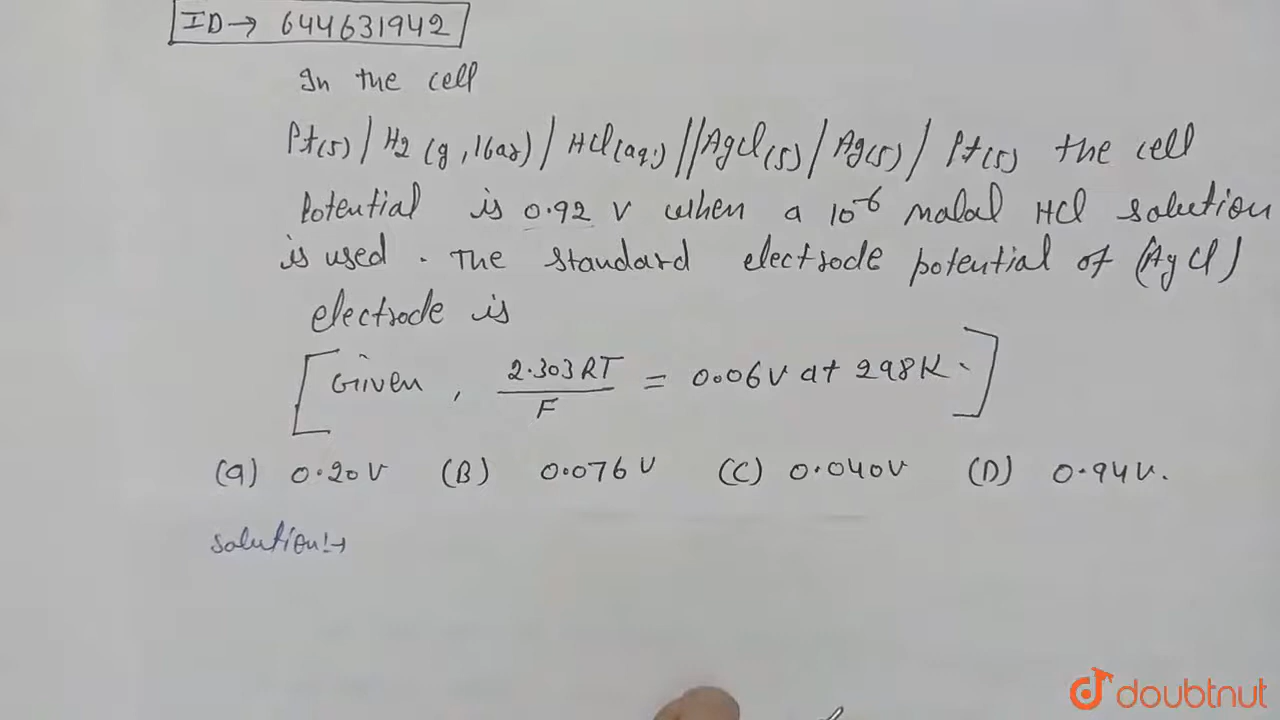 ID→ 644631942
In the cell
Pt(s) / H2 (g, 1bar) / HCl(aq.) // AgCl(s) / Ag(s) / Pt(s) the cell
Potential is 0.92 V when a 10⁻⁶ molal HCl solution
is used. The standard electrode potential of (AgCl)
electrode is
[Given, 2.303RT/F = 0.06V at 298K.]
(a) 0.20V (B) 0.076V (C) 0.040V (D) 0.94V.
Solution:→
doubtnut